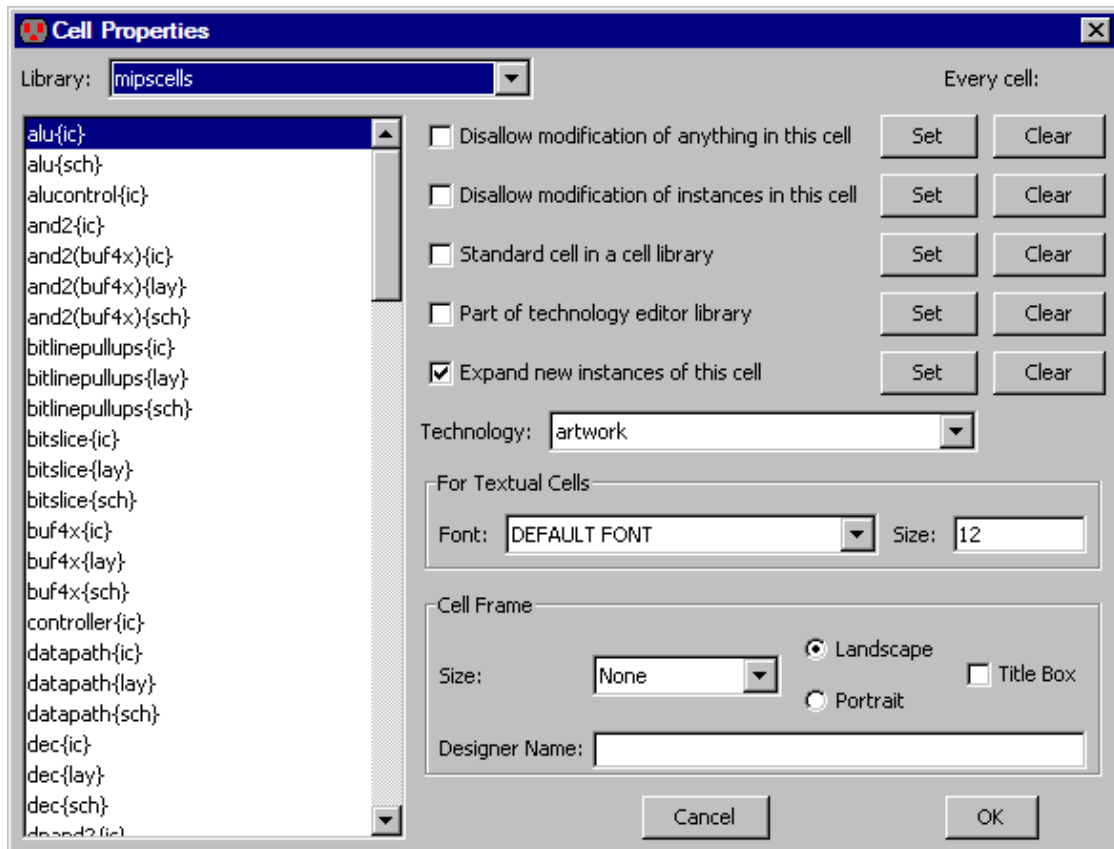 Cell Properties
Library: mipscells Every cell:
alu{ic}
alu{sch}
alucontrol{ic}
and2{ic}
and2(buf4x){ic}
and2(buf4x){lay}
and2(buf4x){sch}
bitlinepullups{ic}
bitlinepullups{lay}
bitlinepullups{sch}
bitslice{ic}
bitslice{lay}
bitslice{sch}
buf4x{ic}
buf4x{lay}
buf4x{sch}
controller{ic}
datapath{ic}
datapath{lay}
datapath{sch}
dec{ic}
dec{lay}
dec{sch}
dpand2{ic}
Disallow modification of anything in this cell Set Clear
Disallow modification of instances in this cell Set Clear
Standard cell in a cell library Set Clear
Part of technology editor library Set Clear
Expand new instances of this cell Set Clear
Technology: artwork
For Textual Cells
Font: DEFAULT FONT Size: 12
Cell Frame
Size: None Landscape Title Box
Portrait
Designer Name:
Cancel OK